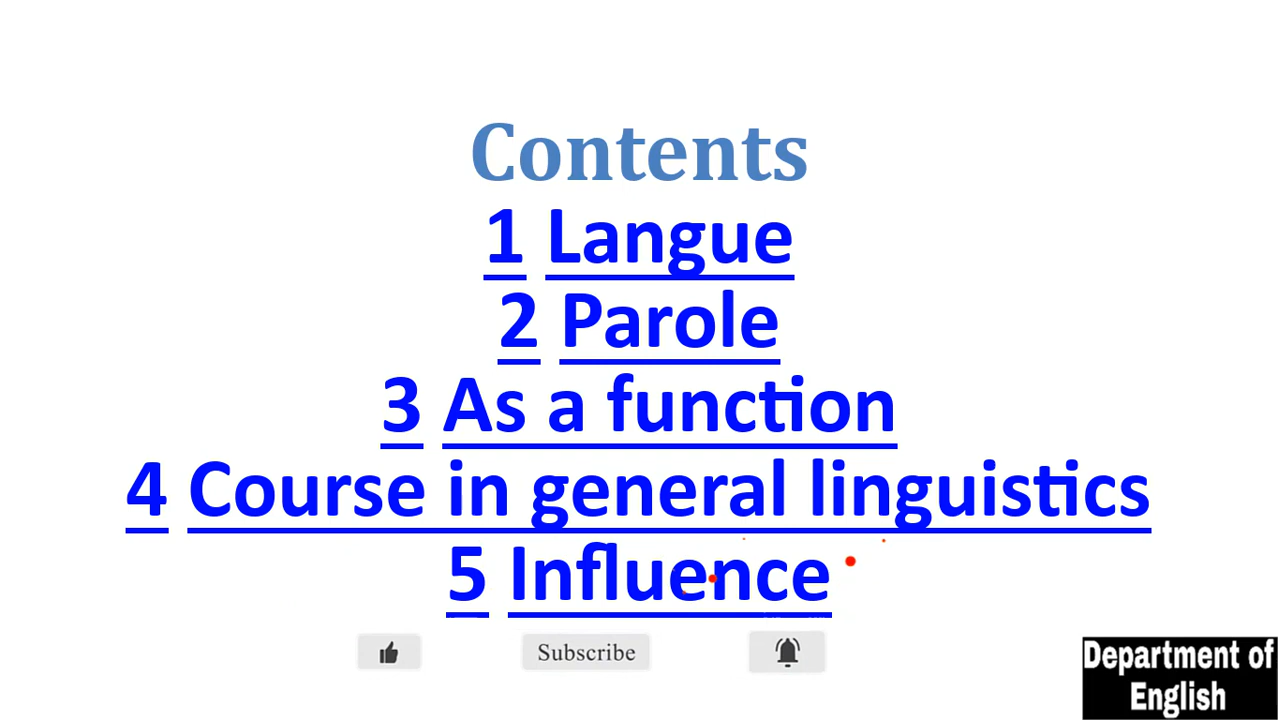 Contents
1 Langue
2 Parole
3 As a function
4 Course in general linguistics
5 Influence
Subscribe
Department of
English